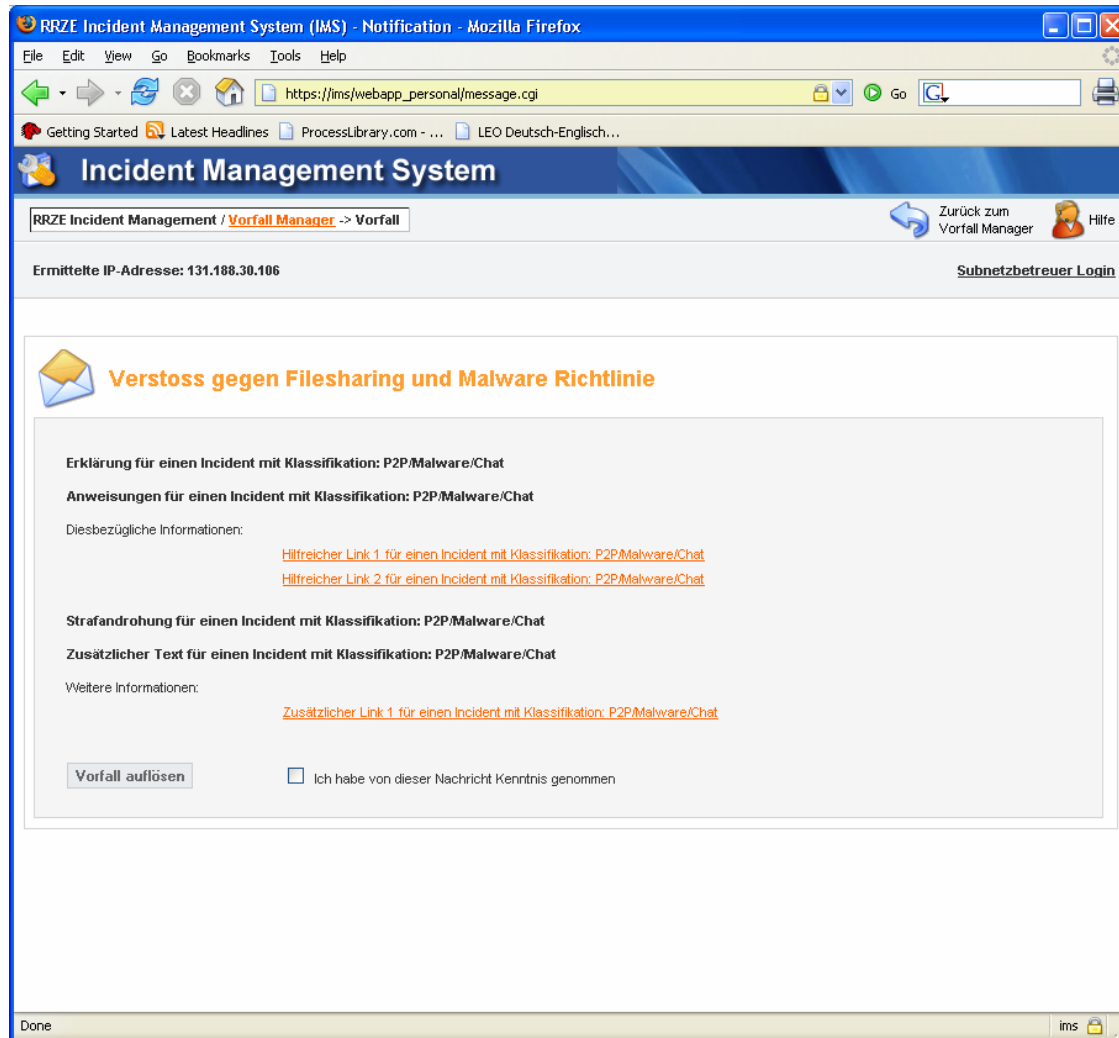 RRZE Incident Management System (IMS) - Notification - Mozilla Firefox
File Edit View Go Bookmarks Tools Help
https://ims/webapp_personal/message.cgi Go G
Getting Started Latest Headlines ProcessLibrary.com - ... LEO Deutsch-Englisch...
Incident Management System
RRZE Incident Management / Vorfall Manager -> Vorfall
Zurück zum
Vorfall Manager
Hilfe
Ermittelte IP-Adresse: 131.188.30.106 Subnetzbetreuer Login
Verstoss gegen Filesharing und Malware Richtlinie
Erklärung für einen Incident mit Klassifikation: P2P/Malware/Chat
Anweisungen für einen Incident mit Klassifikation: P2P/Malware/Chat
Diesbezügliche Informationen:
Hilfreicher Link 1 für einen Incident mit Klassifikation: P2P/Malware/Chat
Hilfreicher Link 2 für einen Incident mit Klassifikation: P2P/Malware/Chat
Strafandrohung für einen Incident mit Klassifikation: P2P/Malware/Chat
Zusätzlicher Text für einen Incident mit Klassifikation: P2P/Malware/Chat
Weitere Informationen:
Zusätzlicher Link 1 für einen Incident mit Klassifikation: P2P/Malware/Chat
Vorfall auflösen Ich habe von dieser Nachricht Kenntnis genommen
Done ims